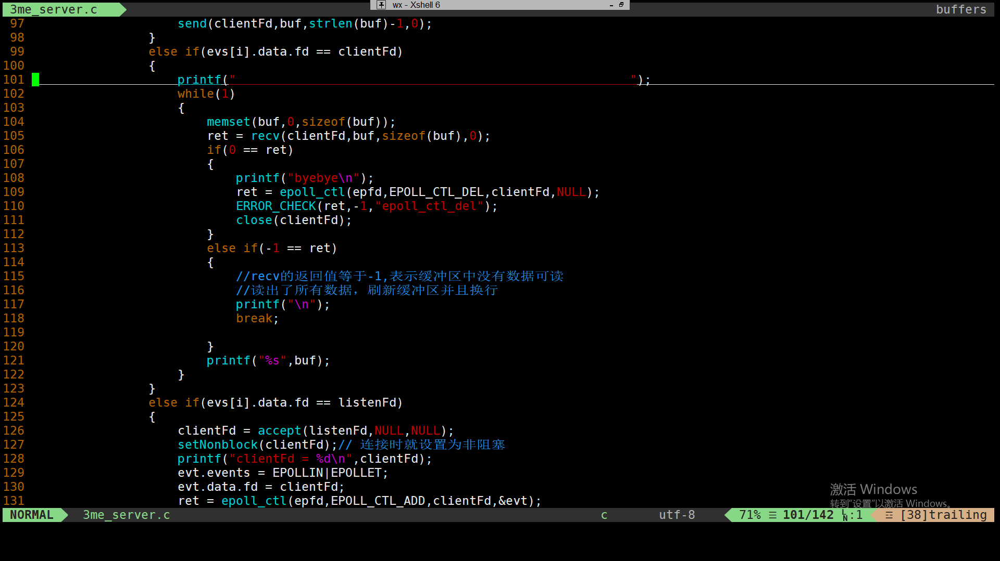 wx - Xshell 6
3me_server.c buffers
97 send(clientFd,buf,strlen(buf)-1,0);
98 }
99 else if(evs[i].data.fd == clientFd)
100 {
101 printf("                                                      ");
102 while(1)
103 {
104 memset(buf,0,sizeof(buf));
105 ret = recv(clientFd,buf,sizeof(buf),0);
106 if(0 == ret)
107 {
108 printf("byebye\n");
109 ret = epoll_ctl(epfd,EPOLL_CTL_DEL,clientFd,NULL);
110 ERROR_CHECK(ret,-1,"epoll_ctl_del");
111 close(clientFd);
112 }
113 else if(-1 == ret)
114 {
115 //recv的返回值等于-1,表示缓冲区中没有数据可读
116 //读出了所有数据，刷新缓冲区并且换行
117 printf("\n");
118 break;
119
120 }
121 printf("%s",buf);
122 }
123 }
124 else if(evs[i].data.fd == listenFd)
125 {
126 clientFd = accept(listenFd,NULL,NULL);
127 setNonblock(clientFd);// 连接时就设置为非阻塞
128 printf("clientFd = %d\n",clientFd);
129 evt.events = EPOLLIN|EPOLLET;
130 evt.data.fd = clientFd;
131 ret = epoll_ctl(epfd,EPOLL_CTL_ADD,clientFd,&evt);
激活 Windows
转到“设置”以激活 Windows。
NORMAL 3me_server.c c utf-8 71% ☰ 101/142 ㏑:1 ☲ [38]trailing